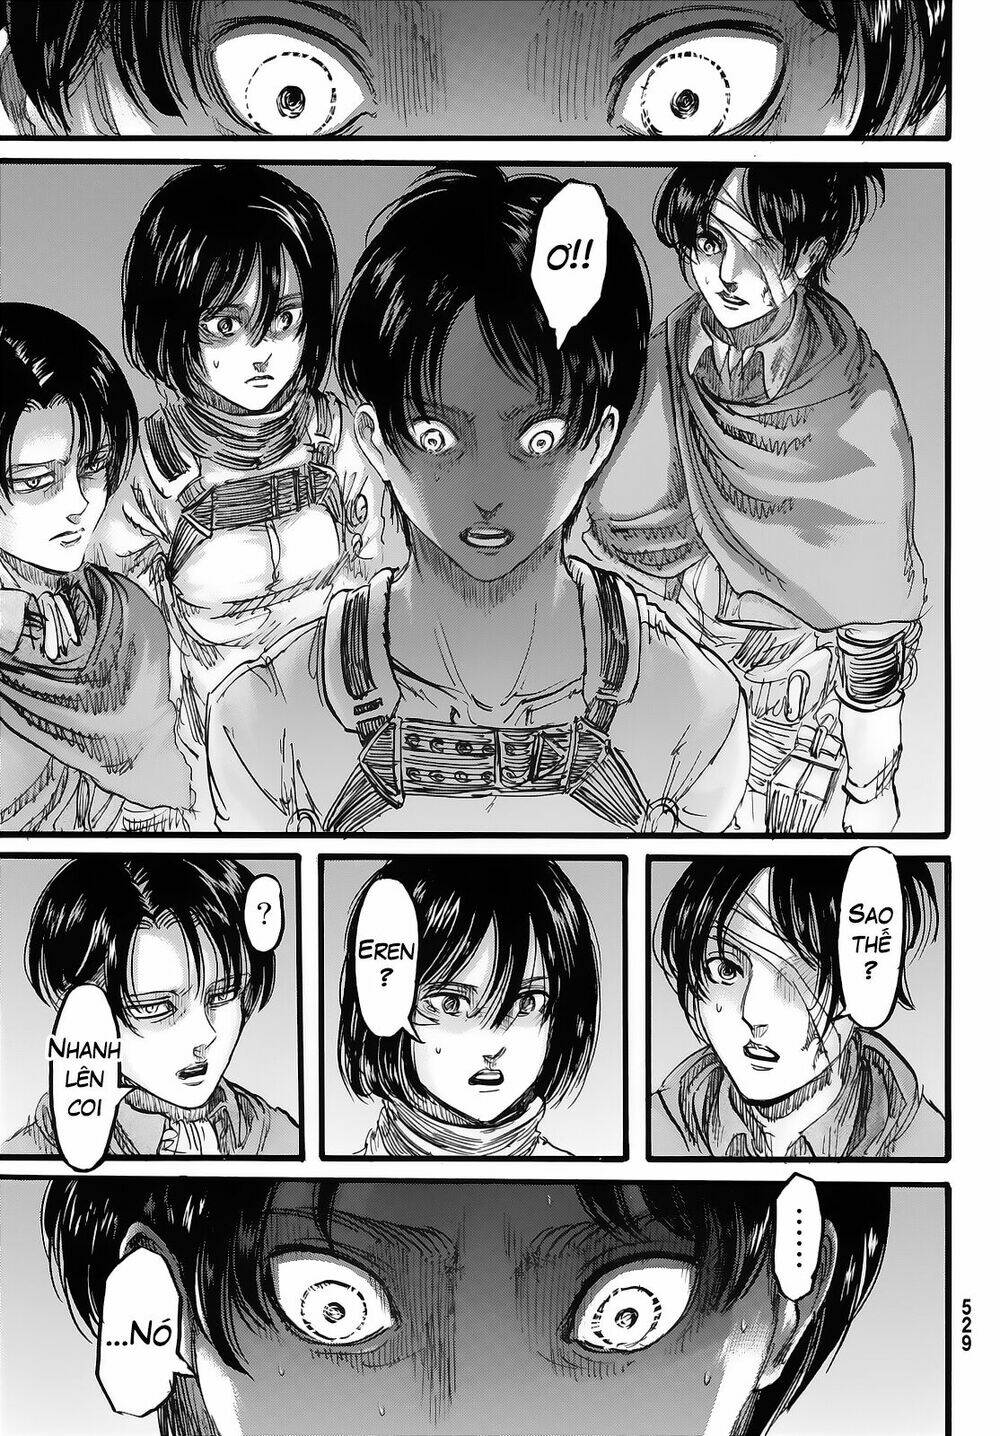 Ơ!!
SAO
THẾ
?
EREN
?
?
NHANH
LÊN
COI
......
...NÓ
529